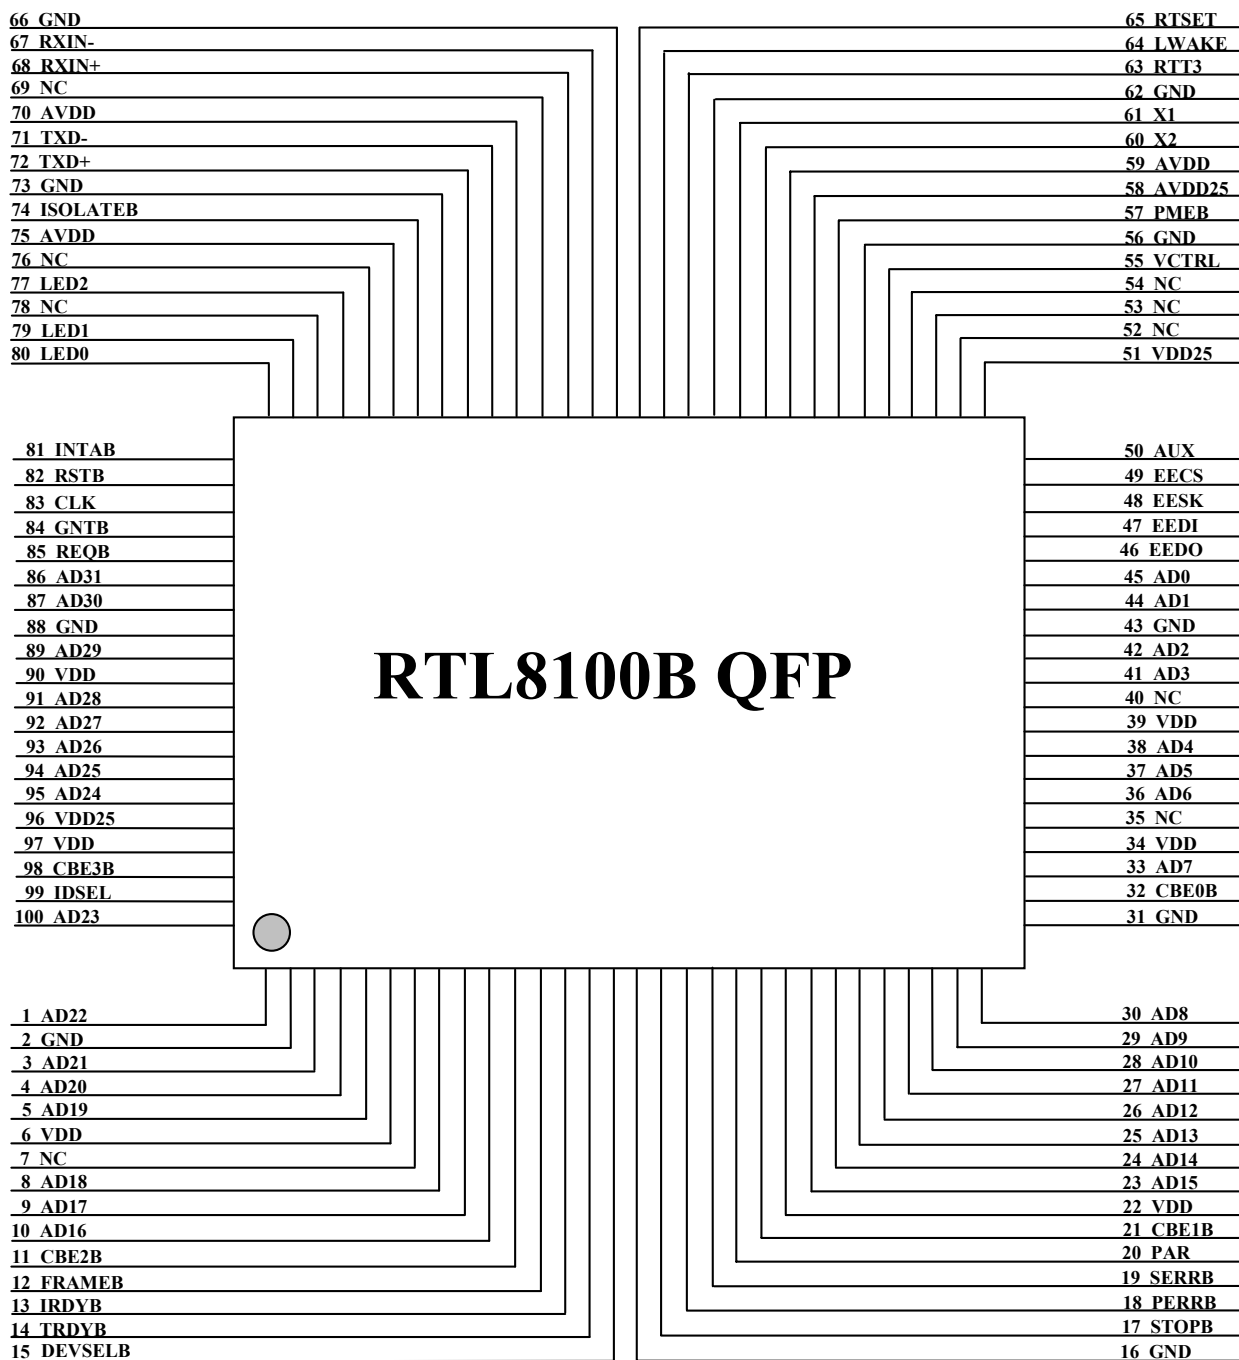 66 GND
67 RXIN-
68 RXIN+
69 NC
70 AVDD
71 TXD-
72 TXD+
73 GND
74 ISOLATEB
75 AVDD
76 NC
77 LED2
78 NC
79 LED1
80 LED0
65 RTSET
64 LWAKE
63 RTT3
62 GND
61 X1
60 X2
59 AVDD
58 AVDD25
57 PMEB
56 GND
55 VCTRL
54 NC
53 NC
52 NC
51 VDD25
81 INTAB
82 RSTB
83 CLK
84 GNTB
85 REQB
86 AD31
87 AD30
88 GND
89 AD29
90 VDD
91 AD28
92 AD27
93 AD26
94 AD25
95 AD24
96 VDD25
97 VDD
98 CBE3B
99 IDSEL
100 AD23
RTL8100B QFP
50 AUX
49 EECS
48 EESK
47 EEDI
46 EEDO
45 AD0
44 AD1
43 GND
42 AD2
41 AD3
40 NC
39 VDD
38 AD4
37 AD5
36 AD6
35 NC
34 VDD
33 AD7
32 CBE0B
31 GND
1 AD22
2 GND
3 AD21
4 AD20
5 AD19
6 VDD
7 NC
8 AD18
9 AD17
10 AD16
11 CBE2B
12 FRAMEB
13 IRDYB
14 TRDYB
15 DEVSELB
30 AD8
29 AD9
28 AD10
27 AD11
26 AD12
25 AD13
24 AD14
23 AD15
22 VDD
21 CBE1B
20 PAR
19 SERRB
18 PERRB
17 STOPB
16 GND